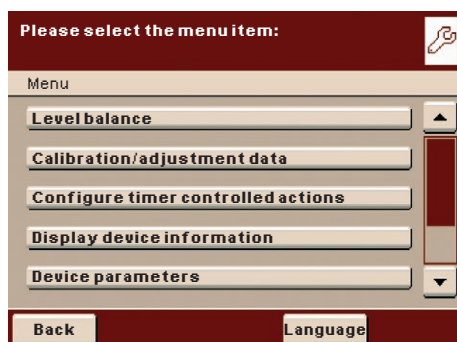 Please select the menu item:
Menu
Level balance
Calibration/adjustment data
Configure timer controlled actions
Display device information
Device parameters
Back
Language